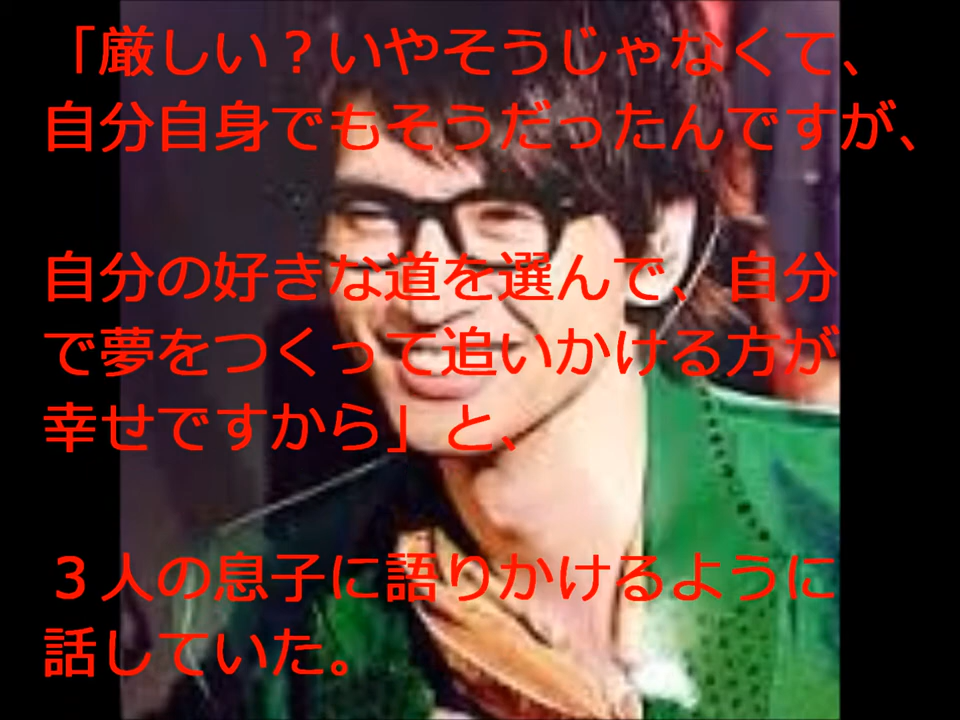 「厳しい？いやそうじゃなくて、
自分自身でもそうだったんですが、
自分の好きな道を選んで、自分
で夢をつくって追いかける方が
幸せですから」と、
３人の息子に語りかけるように
話していた。